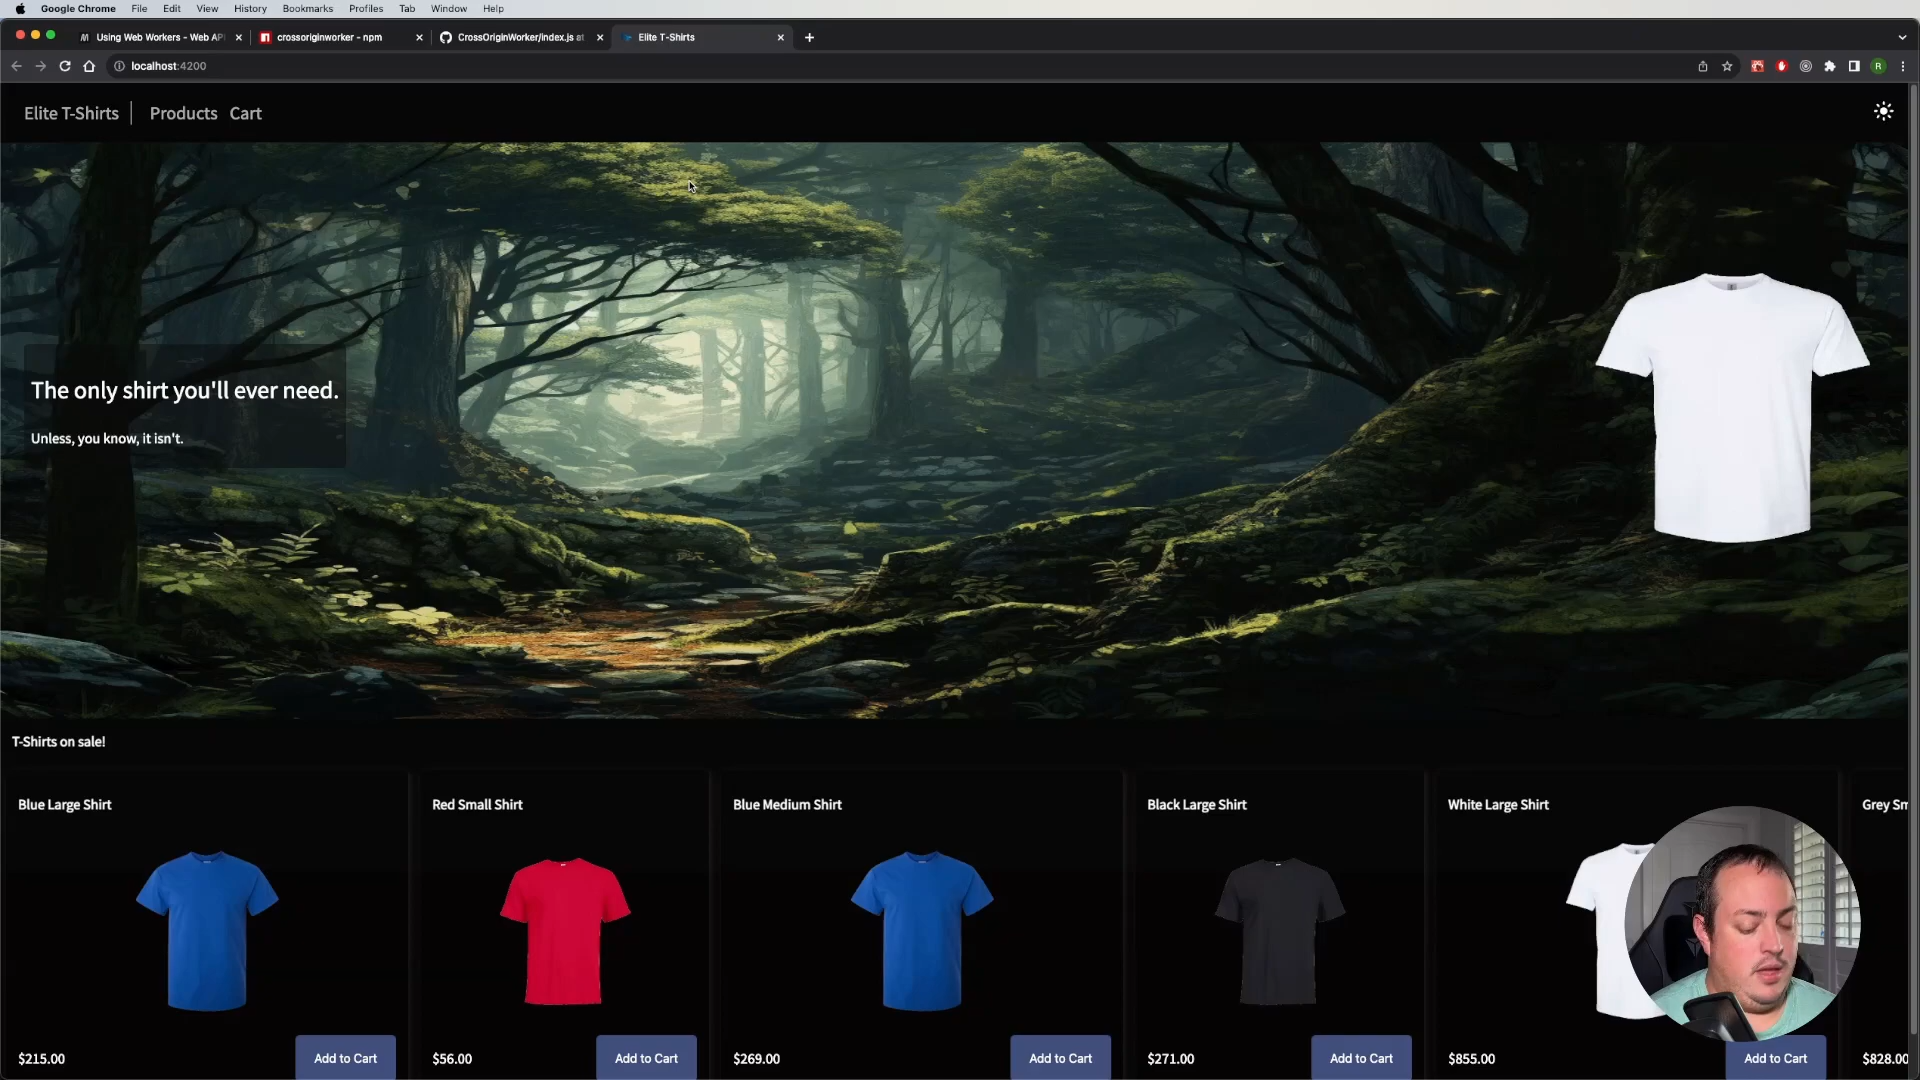 Google Chrome File Edit View History Bookmarks Profiles Tab Window Help
Using Web Workers - Web AP
crossoriginworker - npm
CrossOriginWorker/index.js at
Elite T-Shirts
localhost:4200
R
Elite T-Shirts Products Cart
The only shirt you'll ever need.
Unless, you know, it isn't.
T-Shirts on sale!
Blue Large Shirt
Red Small Shirt
Blue Medium Shirt
Black Large Shirt
White Large Shirt
Grey Sm
$215.00 Add to Cart
$56.00 Add to Cart
$269.00 Add to Cart
$271.00 Add to Cart
$855.00 Add to Cart
$828.00